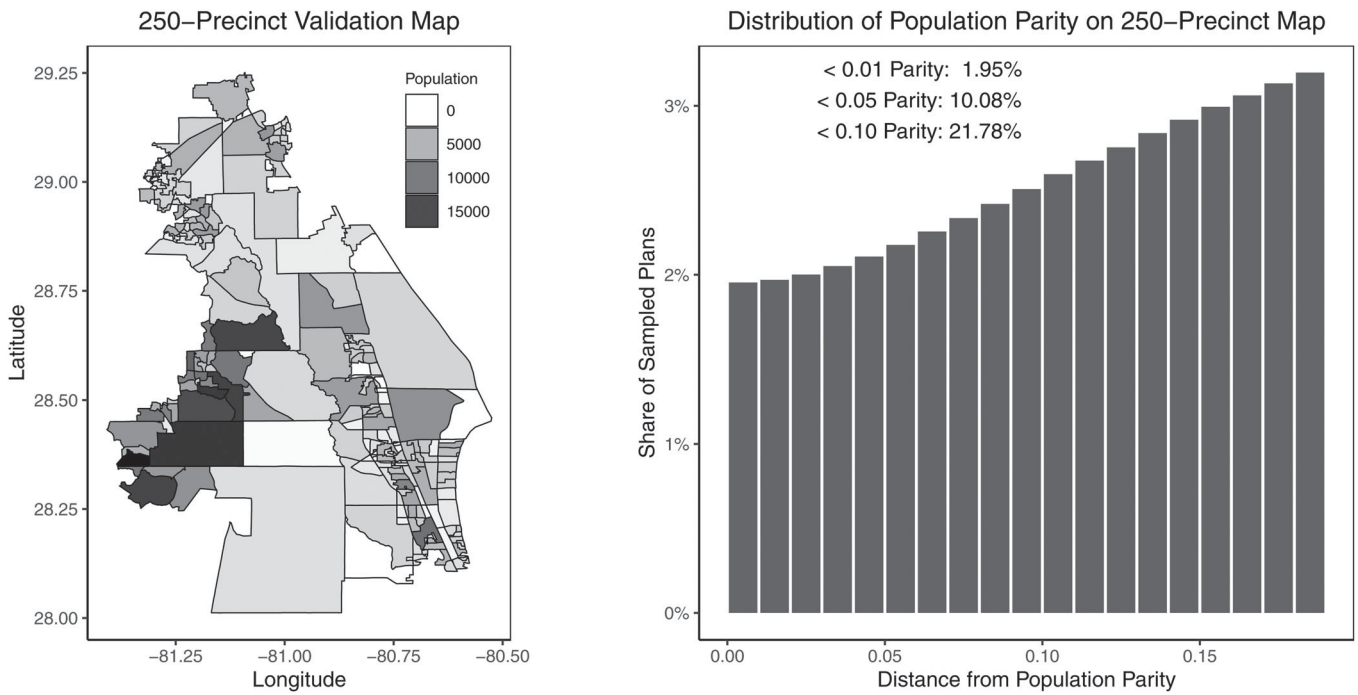 250−Precinct Validation Map
Latitude
29.25
29.00
28.75
28.50
28.25
28.00
Population
0
5000
10000
15000
−81.25
−81.00
−80.75
−80.50
Longitude
Distribution of Population Parity on 250−Precinct Map
Share of Sampled Plans
3%
2%
1%
0%
< 0.01 Parity: 1.95%
< 0.05 Parity: 10.08%
< 0.10 Parity: 21.78%
0.00
0.05
0.10
0.15
Distance from Population Parity